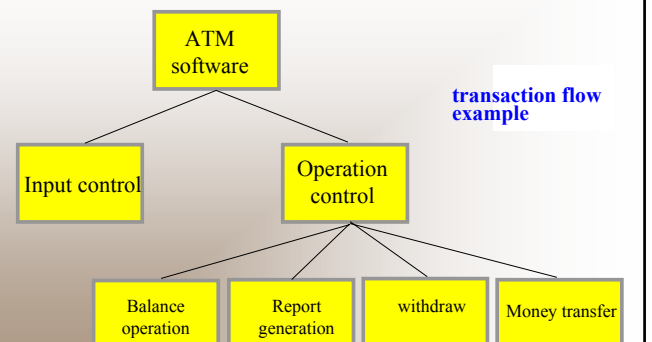 ATM
software
transaction flow
example
Input control
Operation
control
Balance
operation
Report
generation
withdraw
Money transfer